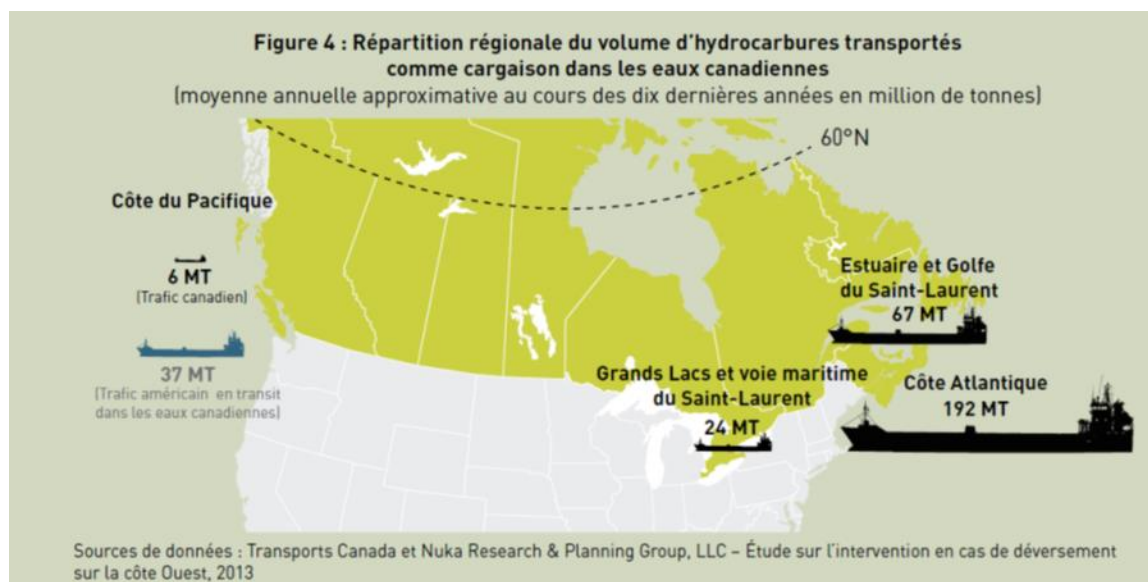 Figure 4 : Répartition régionale du volume d'hydrocarbures transportés
comme cargaison dans les eaux canadiennes
(moyenne annuelle approximative au cours des dix dernières années en million de tonnes)
60°N
Côte du Pacifique
6 MT
(Trafic canadien)
37 MT
(Trafic américain en transit
dans les eaux canadiennes)
Estuaire et Golfe
du Saint-Laurent
67 MT
Grands Lacs et voie maritime
du Saint-Laurent
24 MT
Côte Atlantique
192 MT
Sources de données : Transports Canada et Nuka Research & Planning Group, LLC – Étude sur l'intervention en cas de déversement
sur la côte Ouest, 2013